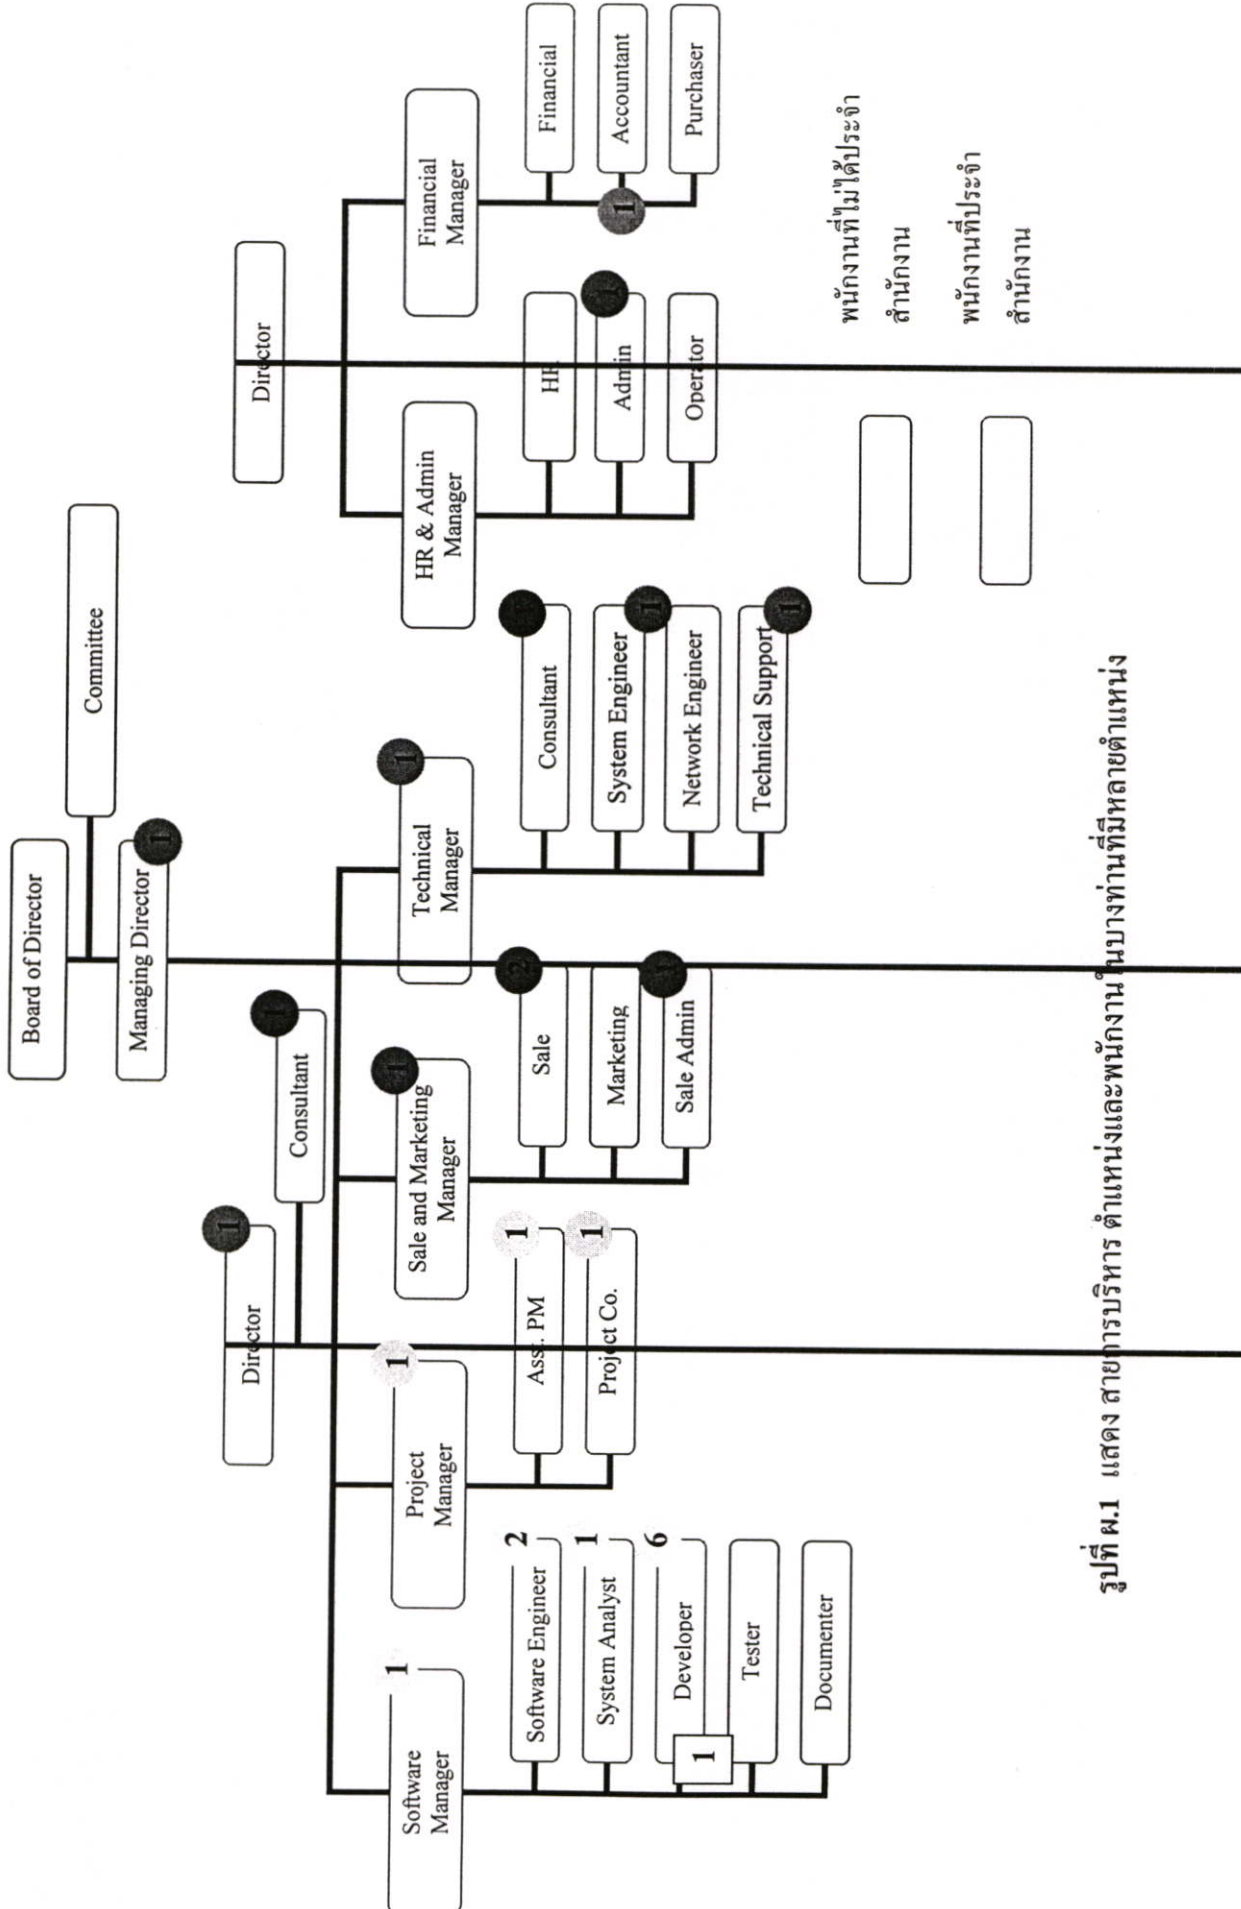 Board of Director
Committee
Managing Director
1
Director
1
Consultant
1
Director
Software
Manager
1
Project
Manager
1
Sale and Marketing
Manager
1
Technical
Manager
1
HR & Admin
Manager
Financial
Manager
Software Engineer
2
System Analyst
1
Developer
6
1
Tester
Documenter
Asst. PM
1
Project Co.
1
Sale
2
Marketing
Sale Admin
Consultant
System Engineer
1
Network Engineer
Technical Support
1
HR
Admin
1
Operator
Financial
Accountant
1
Purchaser
พนักงานที่ไม่ได้ประจำ
สำนักงาน
พนักงานที่ประจำ
สำนักงาน
รูปที่ ผ.1 แสดง สายการบริหาร ตำแหน่งและพนักงานในบางท่านที่มีหลายตำแหน่ง